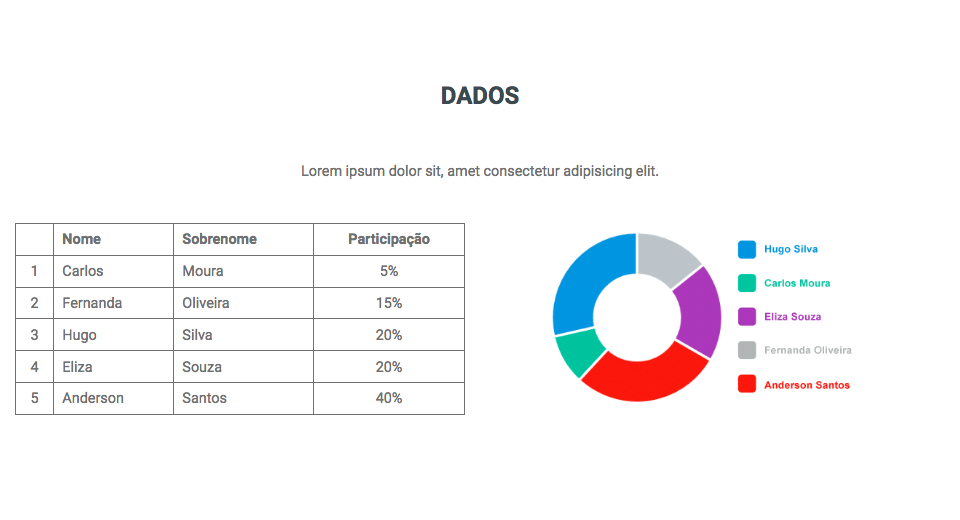 DADOS
Lorem ipsum dolor sit, amet consectetur adipisicing elit.
Nome Sobrenome Participação
1 Carlos Moura 5%
2 Fernanda Oliveira 15%
3 Hugo Silva 20%
4 Eliza Souza 20%
5 Anderson Santos 40%
Hugo Silva
Carlos Moura
Eliza Souza
Fernanda Oliveira
Anderson Santos